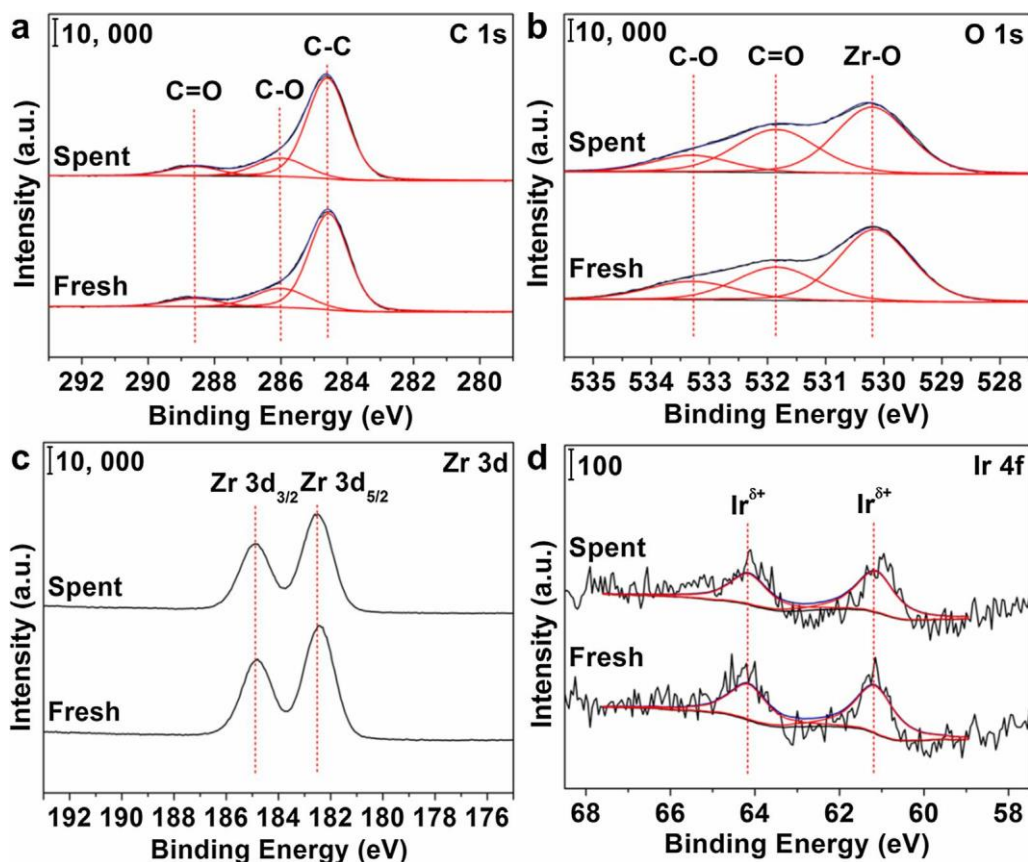 a
10, 000
C 1s
C-C
C=O
C-O
Spent
Fresh
Intensity (a.u.)
292 290 288 286 284 282 280
Binding Energy (eV)
b
10, 000
O 1s
C-O
C=O
Zr-O
Spent
Fresh
Intensity (a.u.)
535 534 533 532 531 530 529 528
Binding Energy (eV)
c
10, 000
Zr 3d
Zr 3d3/2
Zr 3d5/2
Spent
Fresh
Intensity (a.u.)
192 190 188 186 184 182 180 178 176
Binding Energy (eV)
d
100
Ir 4f
Irδ+
Irδ+
Spent
Fresh
Intensity (a.u.)
68 66 64 62 60 58
Binding Energy (eV)